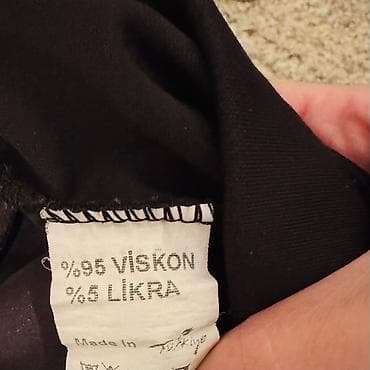 %95 VİSKON
%5 LİKRA
Made In Türkiye